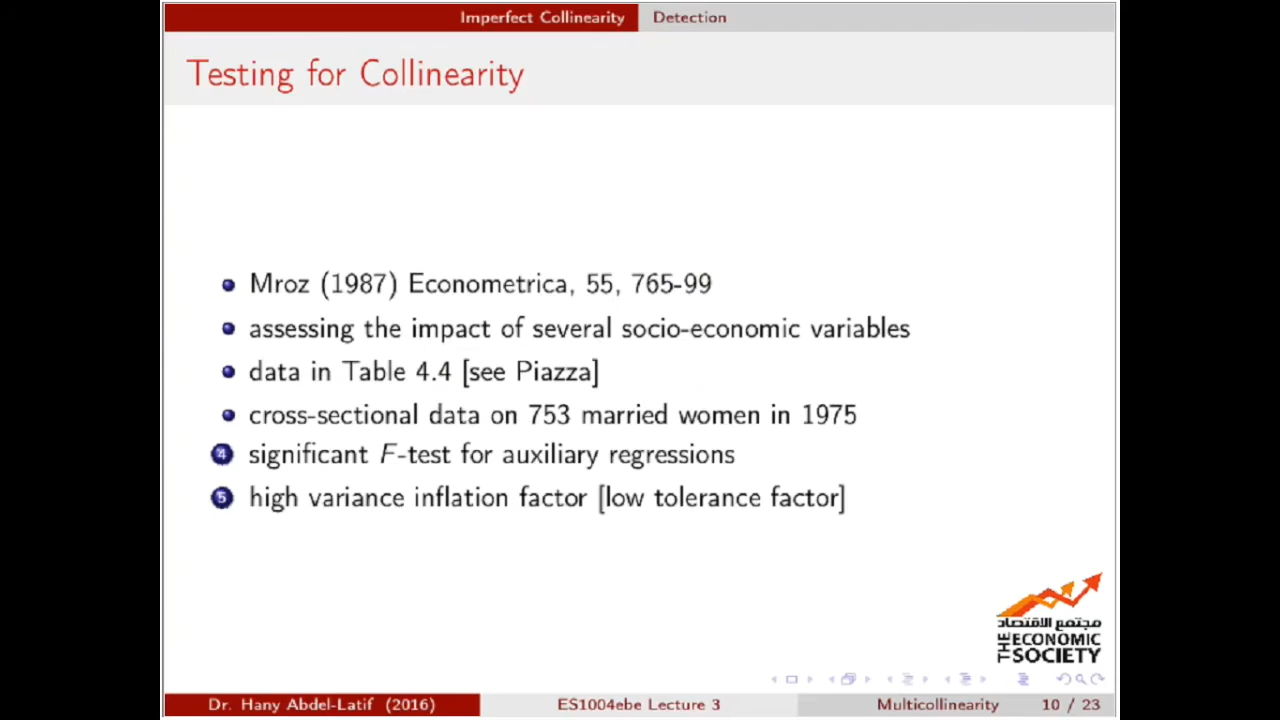 Imperfect Collinearity Detection
Testing for Collinearity
Mroz (1987) Econometrica, 55, 765-99
assessing the impact of several socio-economic variables
data in Table 4.4 [see Piazza]
cross-sectional data on 753 married women in 1975
4 significant F-test for auxiliary regressions
5 high variance inflation factor [low tolerance factor]
مجتمع الاقتصاد
THE ECONOMIC
SOCIETY
Dr. Hany Abdel-Latif (2016) ES1004ebe Lecture 3 Multicollinearity 10 / 23